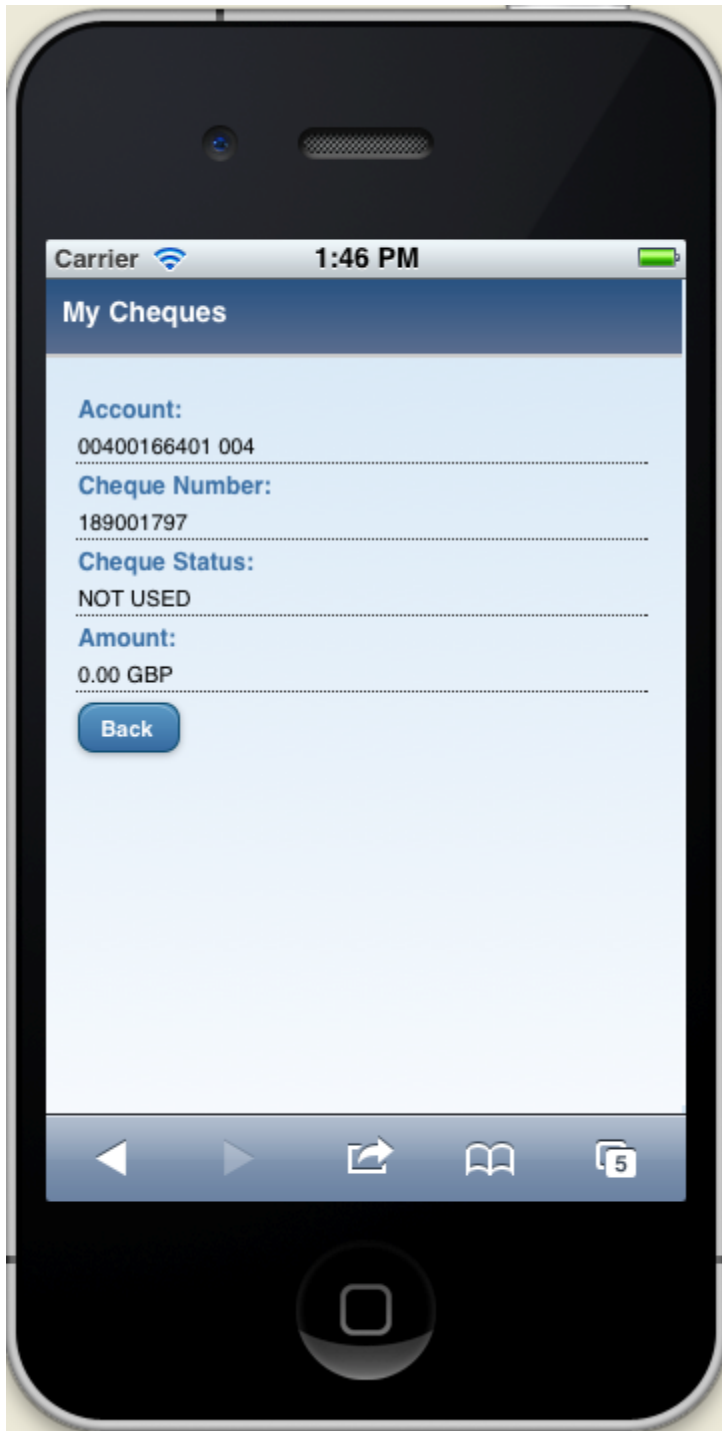 Carrier 1:46 PM
My Cheques
Account:
00400166401 004
Cheque Number:
189001797
Cheque Status:
NOT USED
Amount:
0.00 GBP
Back
5